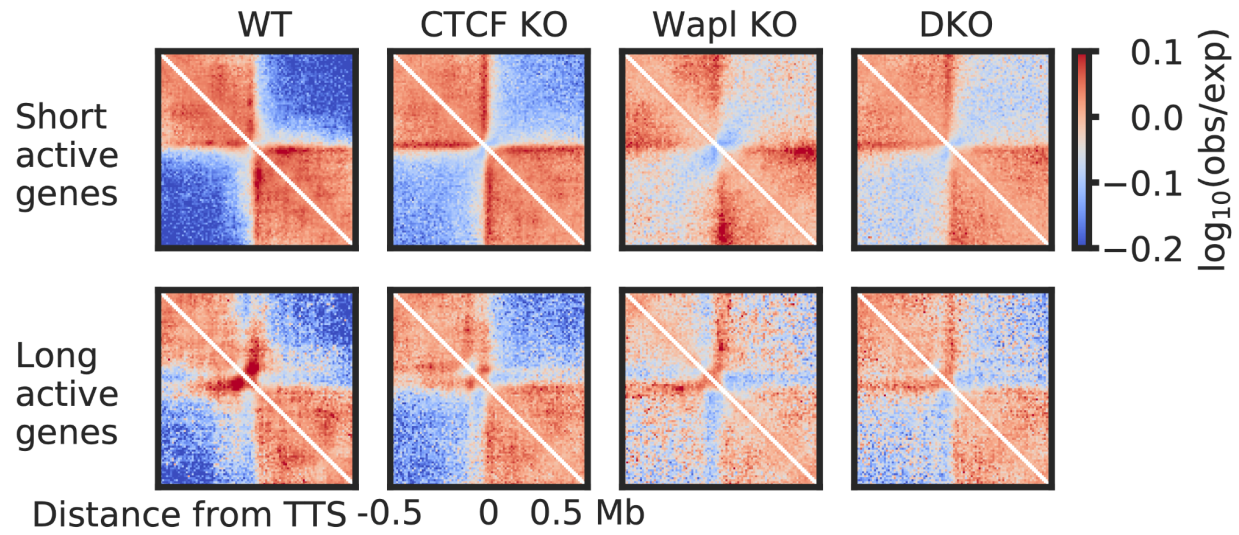 WT CTCF KO Wapl KO DKO
Short
active
genes
0.1
0.0
−0.1
−0.2
log₁₀(obs/exp)
Long
active
genes
Distance from TTS -0.5 0 0.5 Mb